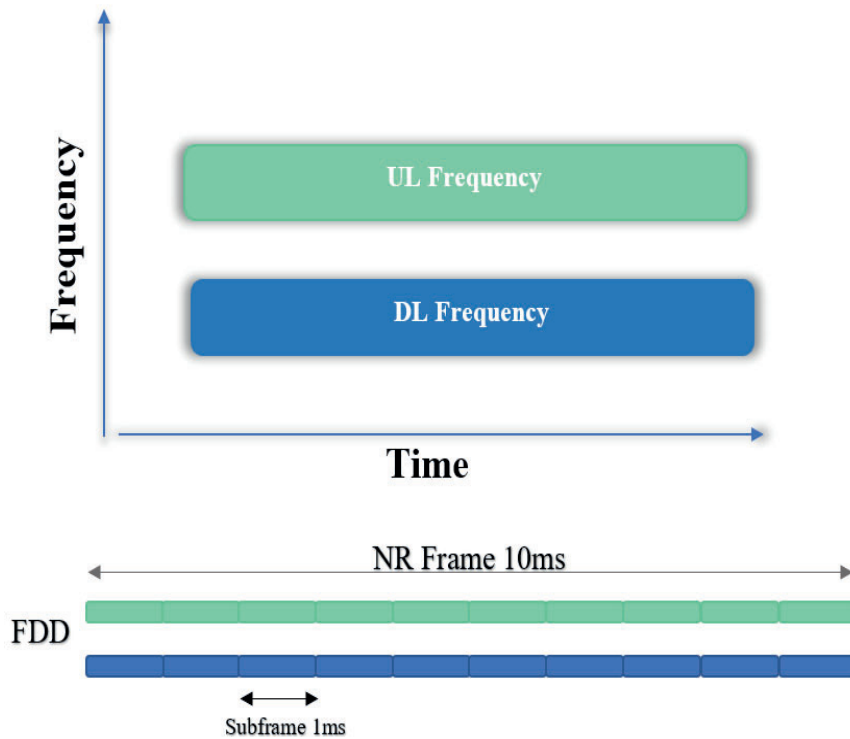 Frequency
UL Frequency
DL Frequency
Time
NR Frame 10ms
FDD
Subframe 1ms